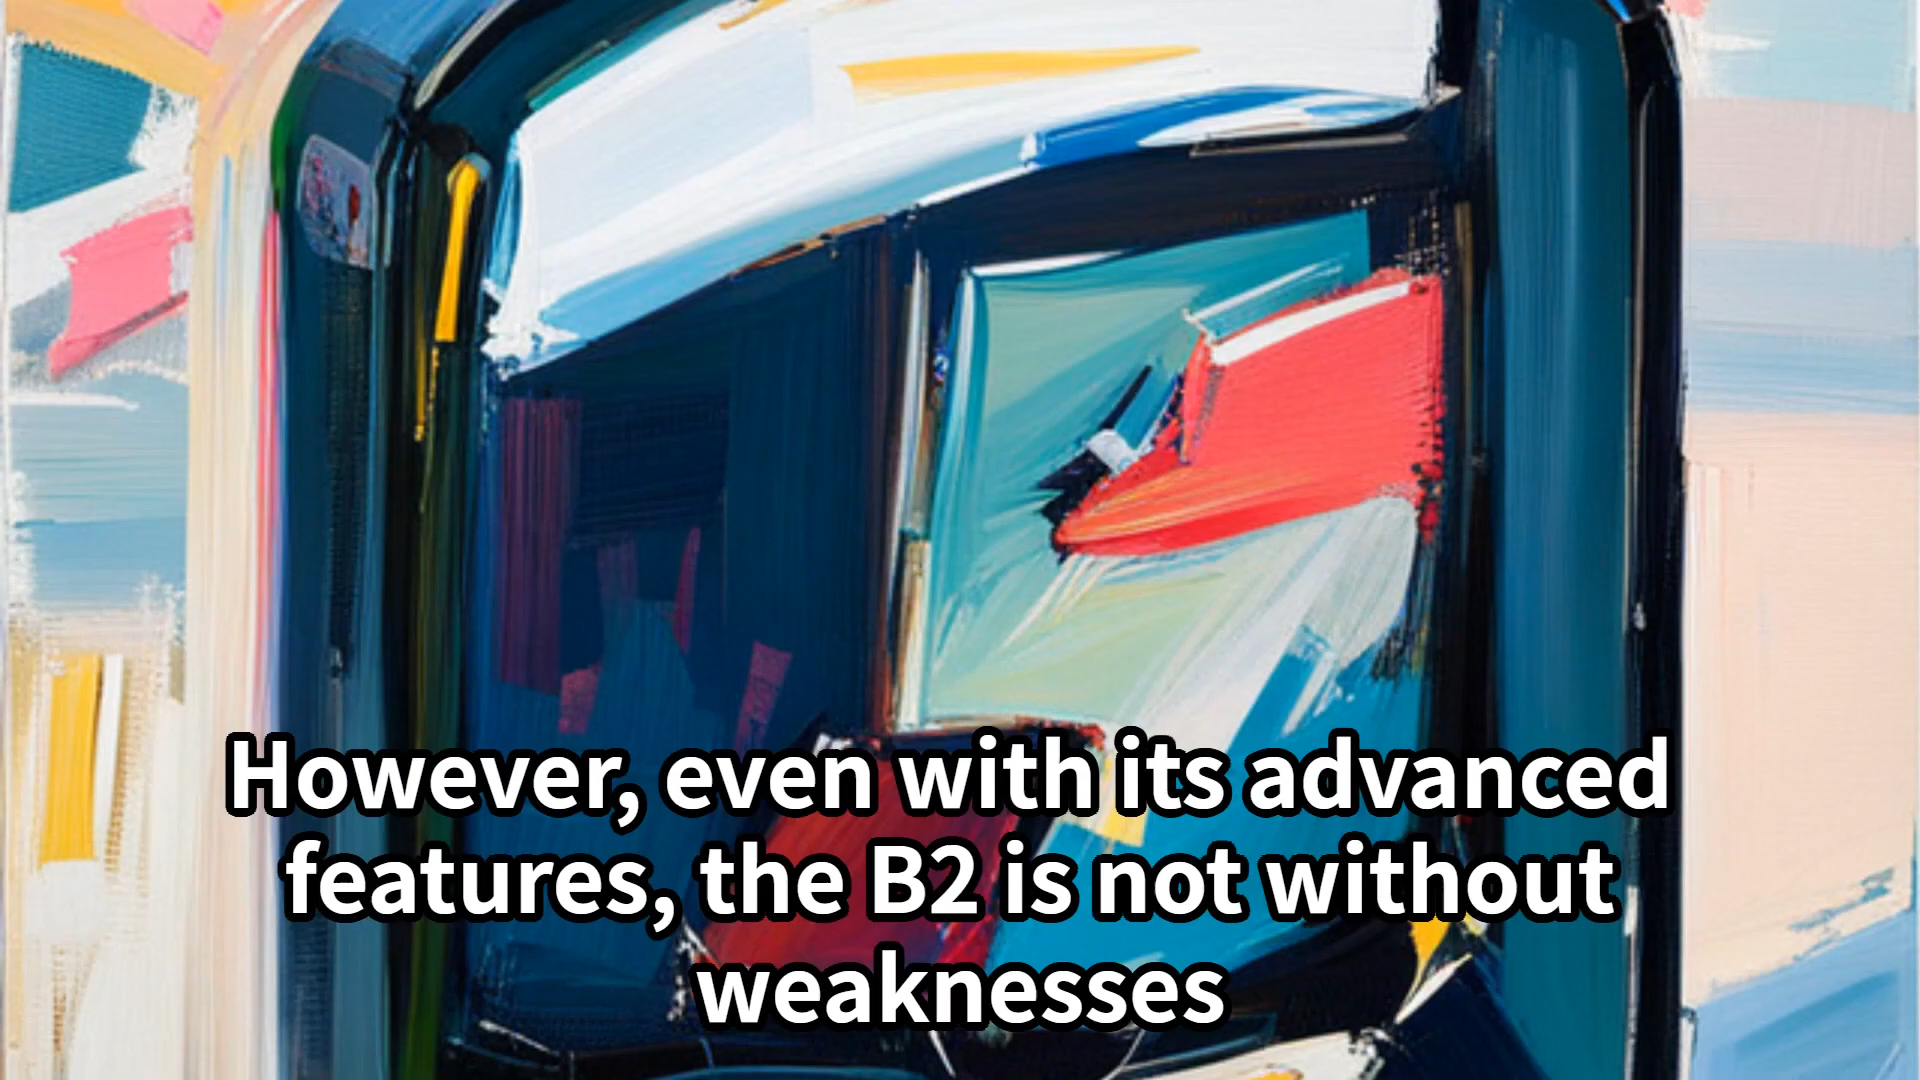 However, even with its advanced
features, the B2 is not without
weaknesses